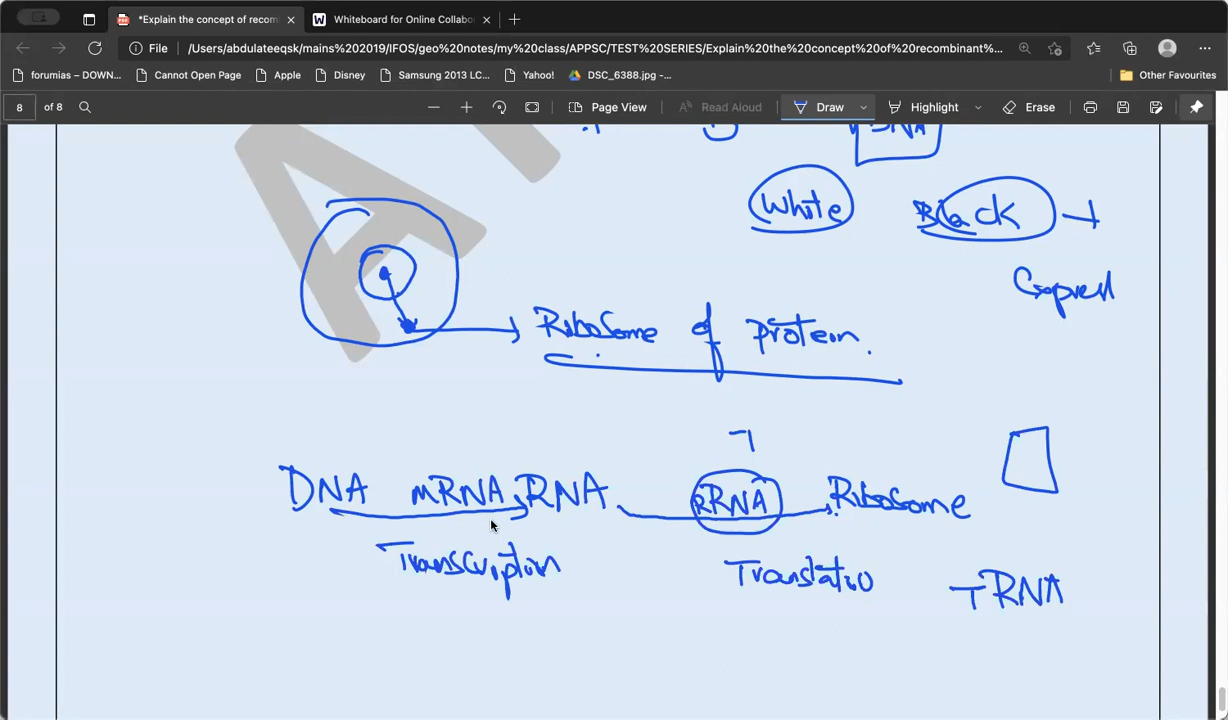 *Explain the concept of recom
Whiteboard for Online Collabo
File
/Users/abdulateeqsk/mains%202019/IFOS/geo%20notes/my%20class/APPSC/TEST%20SERIES/Explain%20the%20concept%20of%20recombinant%...
forumias – DOWN...
Cannot Open Page
Apple
Disney
Samsung 2013 LC...
Yahoo!
DSC_6388.jpg -...
Other Favourites
8 of 8
Page View
Read Aloud
Draw
Highlight
Erase
DNA
White Black
Copied
Ribosome of protein.
DNA mRNA RNA rRNA Ribosome
Transcription Translatio TRNA